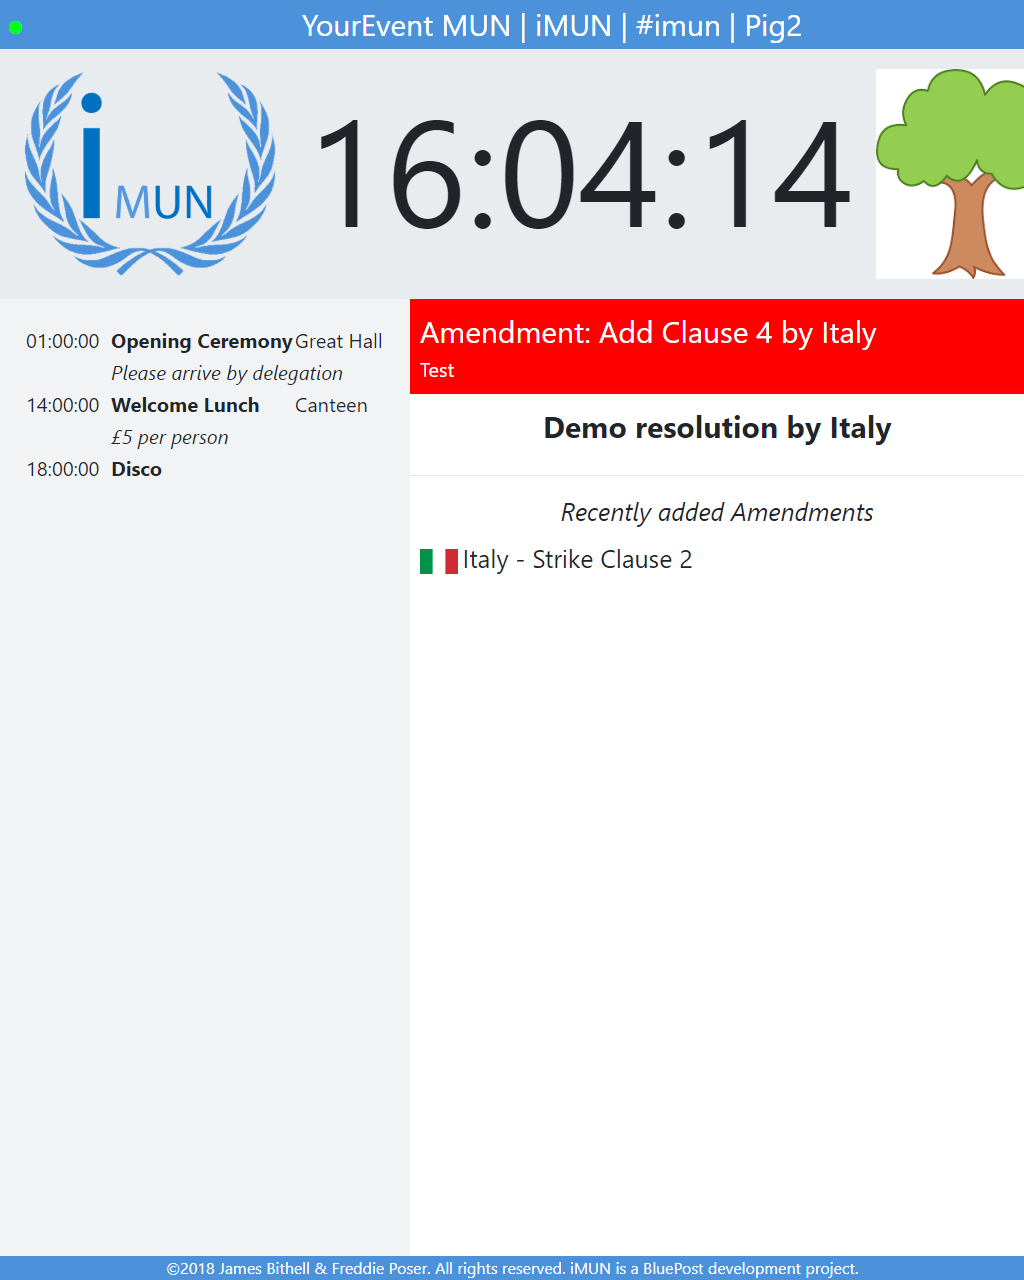 YourEvent MUN | iMUN | #imun | Pig2
i MUN
16:04:14
01:00:00 Opening Ceremony Great Hall
Please arrive by delegation
14:00:00 Welcome Lunch Canteen
£5 per person
18:00:00 Disco
Amendment: Add Clause 4 by Italy
Test
Demo resolution by Italy
Recently added Amendments
Italy - Strike Clause 2
©2018 James Bithell & Freddie Poser. All rights reserved. iMUN is a BluePost development project.